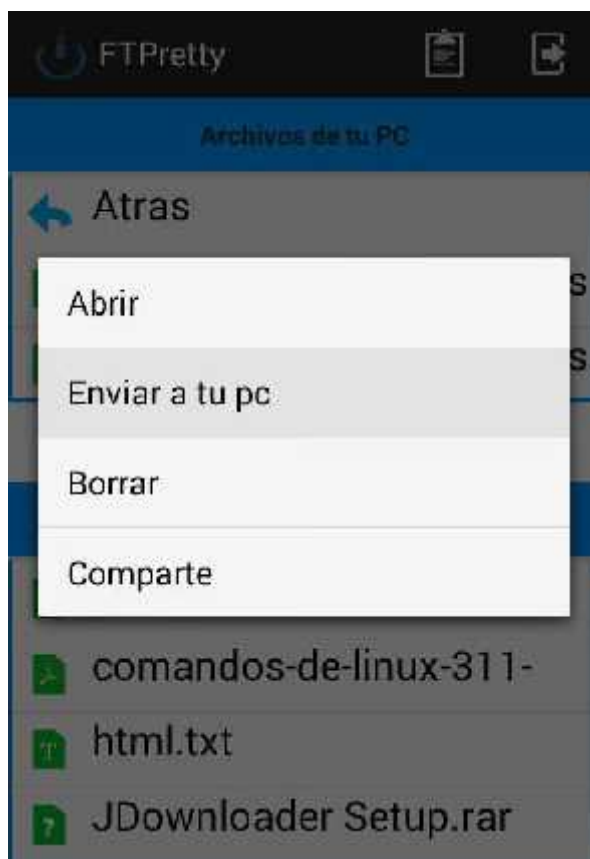 FTPretty
Archivos de tu PC
Atras
s
s
Abrir
Enviar a tu pc
Borrar
Comparte
comandos-de-linux-311-
html.txt
JDownloader Setup.rar